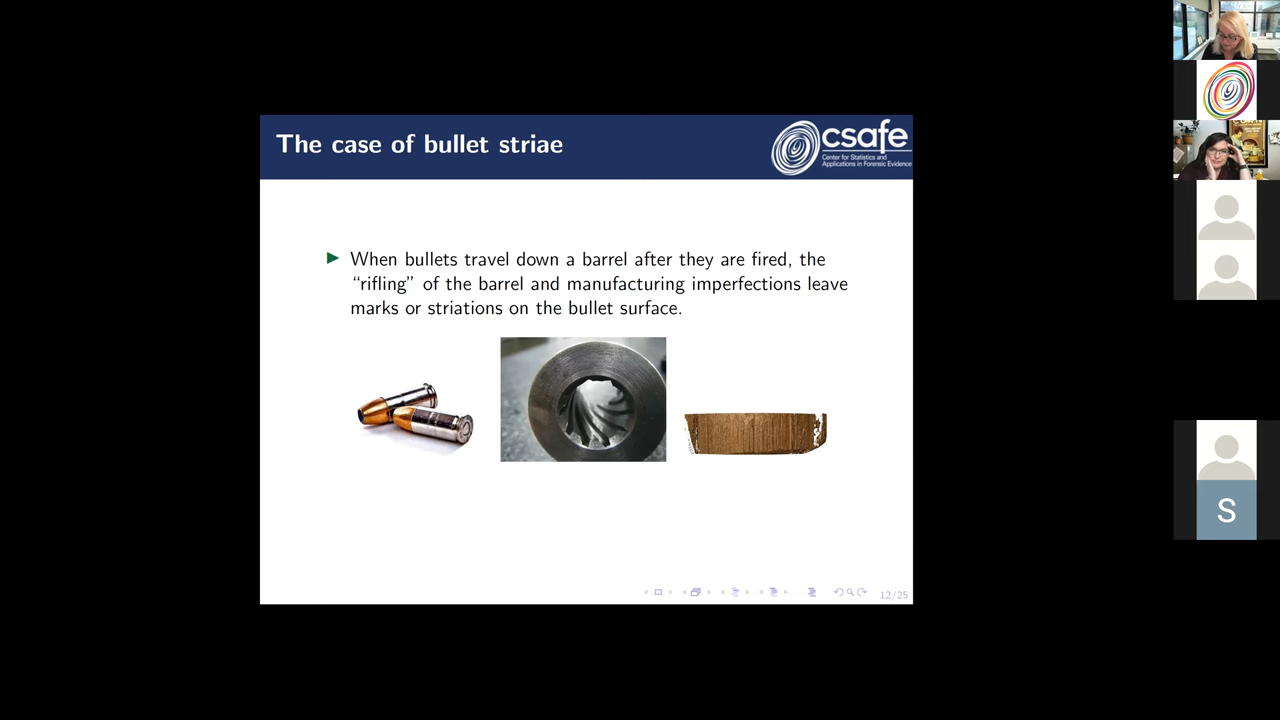 The case of bullet striae
csafe
Center for Statistics and
Applications in Forensic Evidence
When bullets travel down a barrel after they are fired, the
“rifling” of the barrel and manufacturing imperfections leave
marks or striations on the bullet surface.
12/25
S